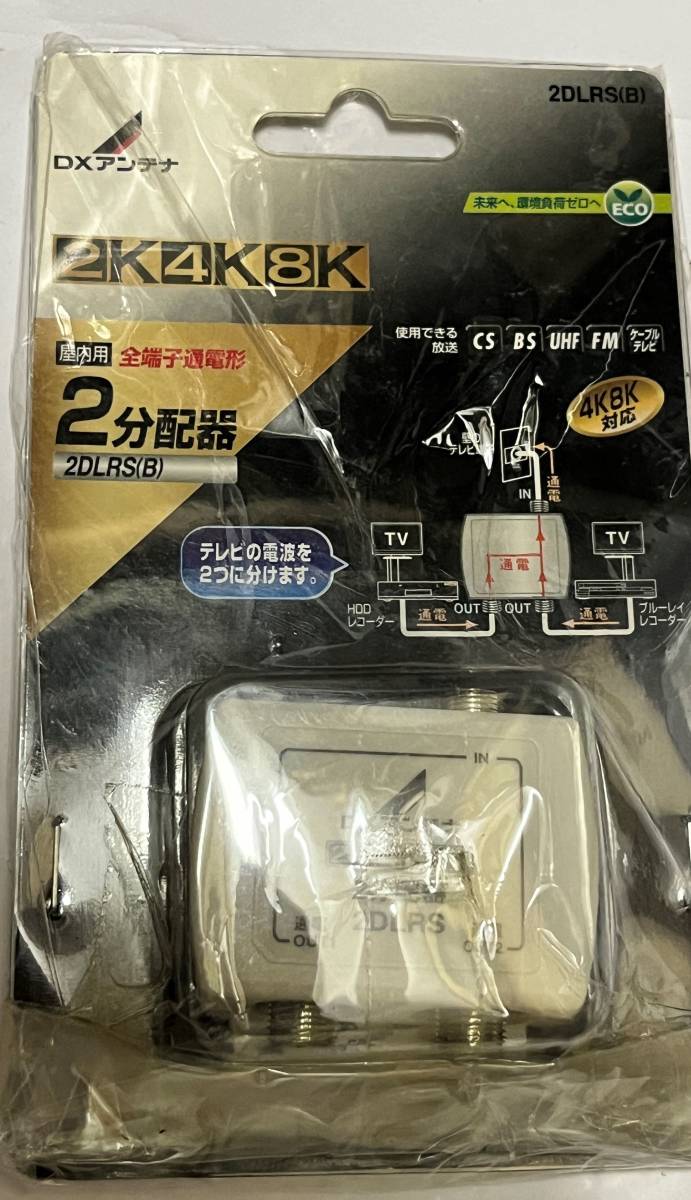 2DLRS(B)
DXアンテナ
未来へ、環境負荷ゼロへ
ECO
2K4K8K
屋内用 全端子通電形
2分配器
2DLRS(B)
使用できる
放送
CS BS UHF FM ケーブル
テレビ
4K8K
対応
IN
通電
テレビの電波を
2つに分けます。
TV
TV
通電
HDD
レコーダー
通電
OUT
OUT
通電
ブルーレイ
レコーダー
IN
2DLRS